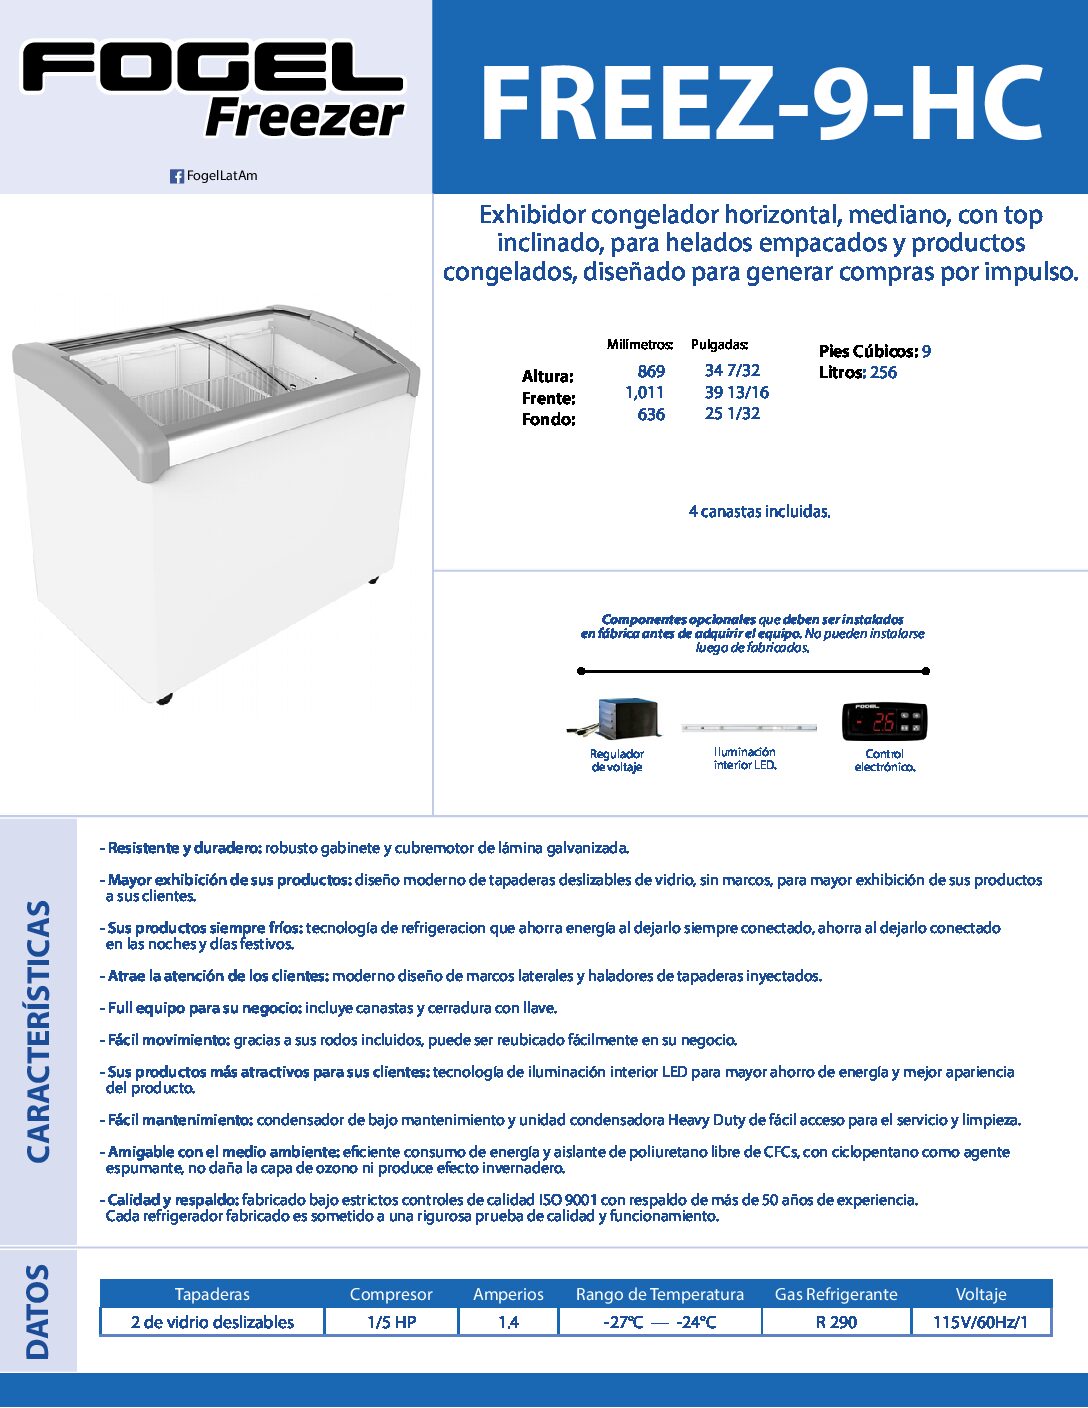 FOGEL
Freezer
FogelLatAm
FREEZ-9-HC
Exhibidor congelador horizontal, mediano, con top
inclinado, para helados empacados y productos
congelados, diseñado para generar compras por impulso.
Milímetros: Pulgadas:
Altura: 869 34 7/32
Frente: 1,011 39 13/16
Fondo: 636 25 1/32
Pies Cúbicos: 9
Litros: 256
4 canastas incluidas.
Componentes opcionales que deben ser instalados
en fábrica antes de adquirir el equipo. No pueden instalarse
luego de fabricados.
FOGEL
-26
Regulador
de voltaje
Iluminación
interior LED.
Control
electrónico.
CARACTERÍSTICAS
- Resistente y duradero: robusto gabinete y cubremotor de lámina galvanizada.
- Mayor exhibición de sus productos: diseño moderno de tapaderas deslizables de vidrio, sin marcos, para mayor exhibición de sus productos
a sus clientes.
- Sus productos siempre fríos: tecnología de refrigeracion que ahorra energía al dejarlo siempre conectado, ahorra al dejarlo conectado
en las noches y días festivos.
- Atrae la atención de los clientes: moderno diseño de marcos laterales y haladores de tapaderas inyectados.
- Full equipo para su negocio: incluye canastas y cerradura con llave.
- Fácil movimiento: gracias a sus rodos incluidos, puede ser reubicado fácilmente en su negocio.
- Sus productos más atractivos para sus clientes: tecnología de iluminación interior LED para mayor ahorro de energía y mejor apariencia
del producto.
- Fácil mantenimiento: condensador de bajo mantenimiento y unidad condensadora Heavy Duty de fácil acceso para el servicio y limpieza.
- Amigable con el medio ambiente: eficiente consumo de energía y aislante de poliuretano libre de CFCs, con ciclopentano como agente
espumante, no daña la capa de ozono ni produce efecto invernadero.
- Calidad y respaldo: fabricado bajo estrictos controles de calidad ISO 9001 con respaldo de más de 50 años de experiencia.
Cada refrigerador fabricado es sometido a una rigurosa prueba de calidad y funcionamiento.
DATOS
Tapaderas Compresor Amperios Rango de Temperatura Gas Refrigerante Voltaje
2 de vidrio deslizables 1/5 HP 1.4 -27°C — -24°C R 290 115V/60Hz/1